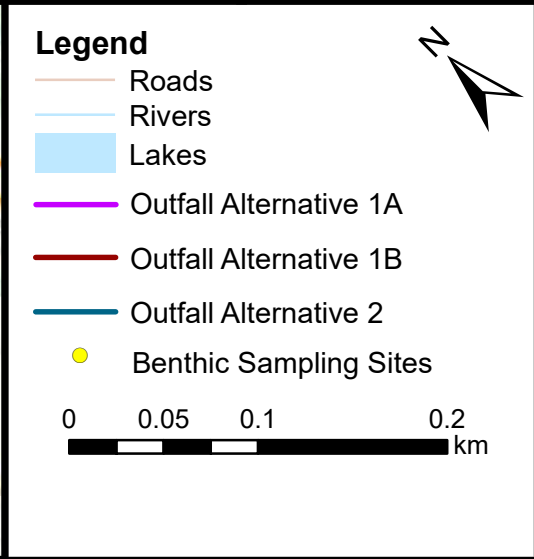 Legend
N
Roads
Rivers
Lakes
Outfall Alternative 1A
Outfall Alternative 1B
Outfall Alternative 2
Benthic Sampling Sites
0 0.05 0.1 0.2
km